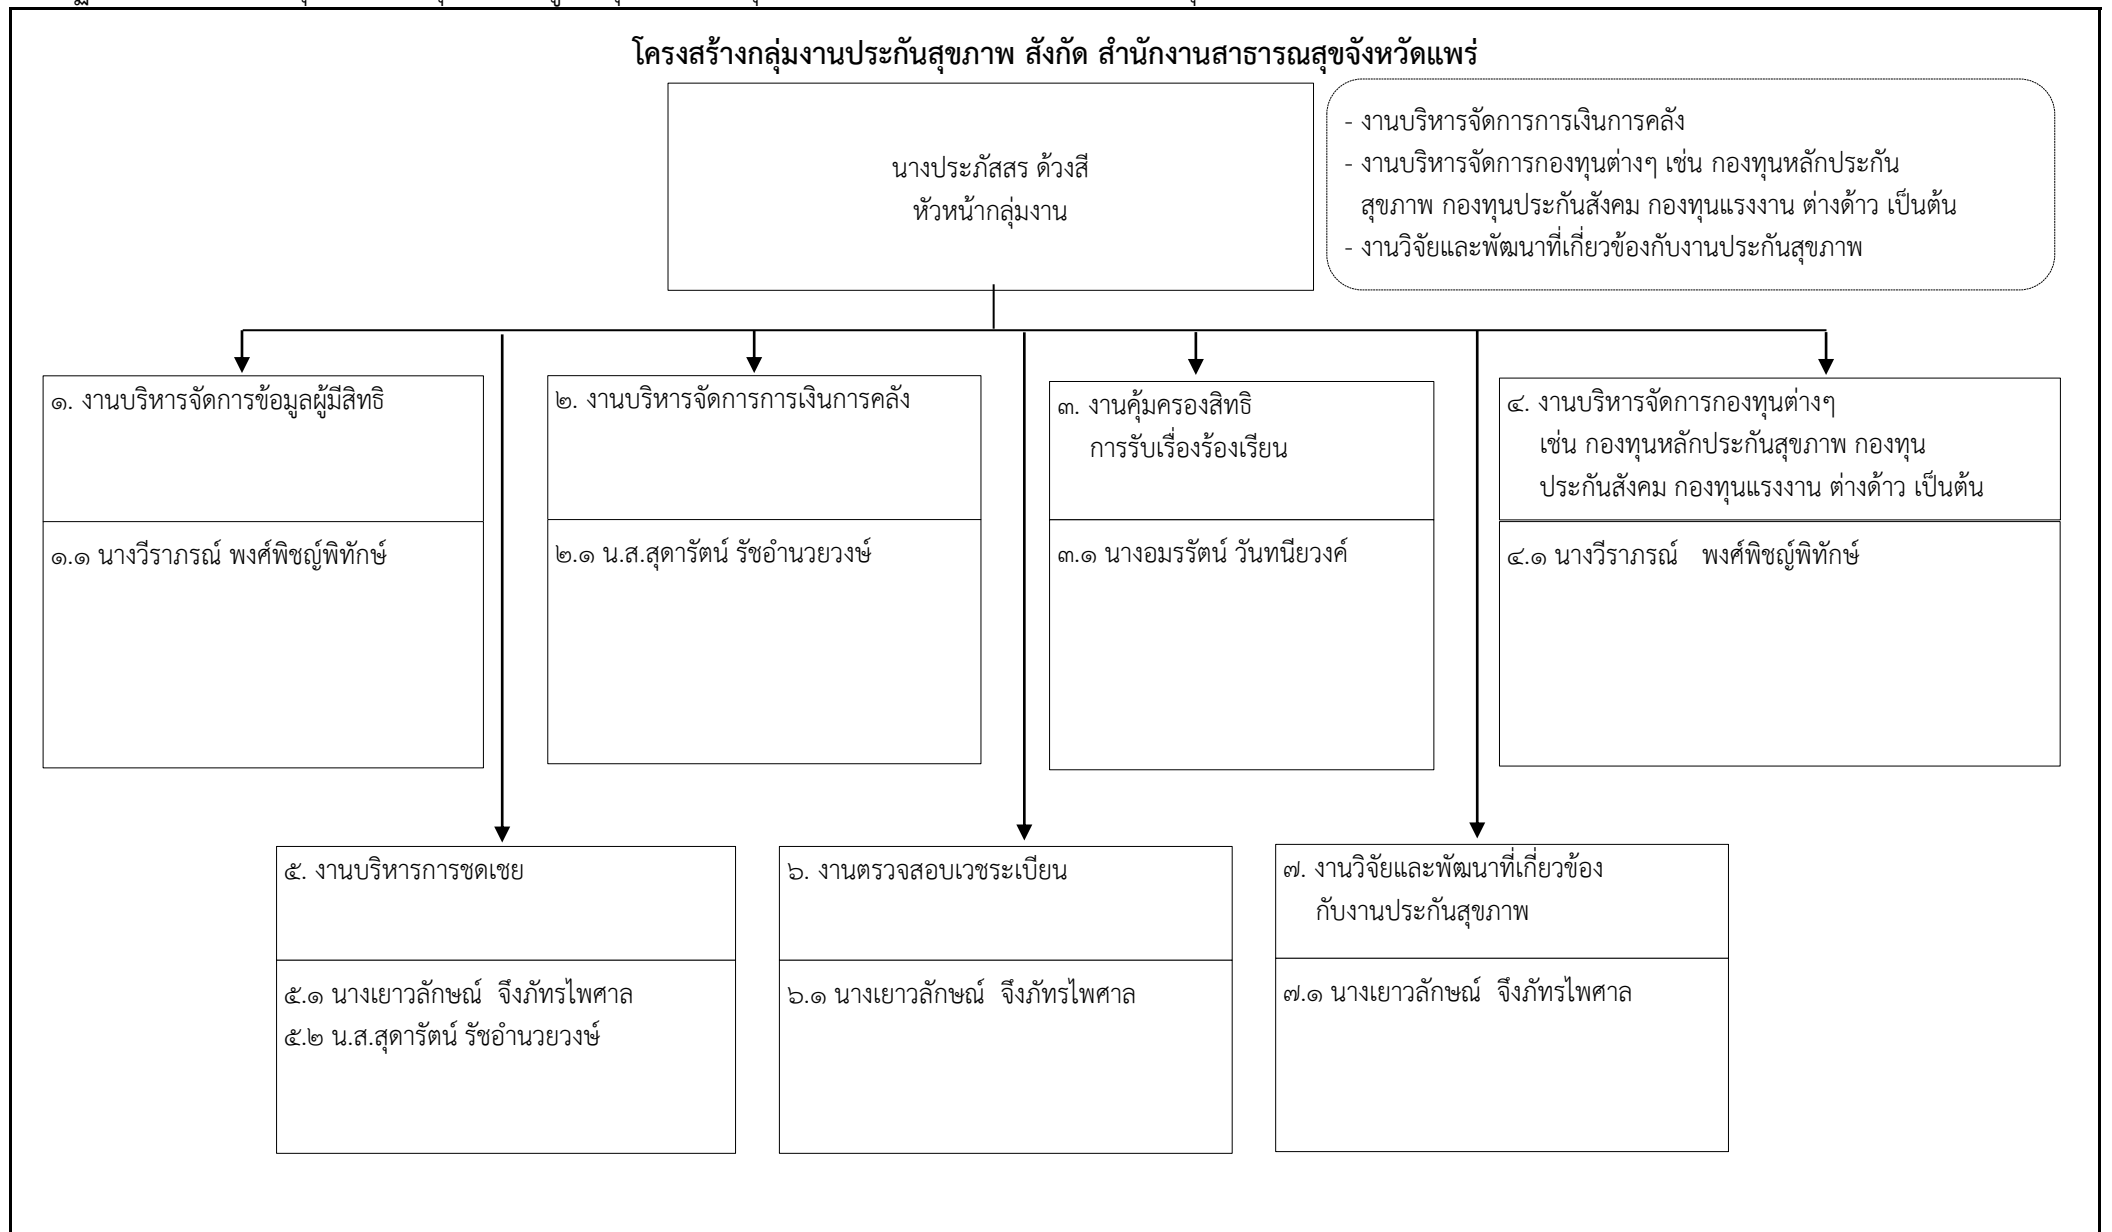 โครงสร้างกลุ่มงานประกันสุขภาพ สังกัด สำนักงานสาธารณสุขจังหวัดแพร่
นางประภัสสร ด้วงสี
หัวหน้ากลุ่มงาน
- งานบริหารจัดการการเงินการคลัง
- งานบริหารจัดการกองทุนต่างๆ เช่น กองทุนหลักประกัน
สุขภาพ กองทุนประกันสังคม กองทุนแรงงาน ต่างด้าว เป็นต้น
- งานวิจัยและพัฒนาที่เกี่ยวข้องกับงานประกันสุขภาพ
๑. งานบริหารจัดการข้อมูลผู้มีสิทธิ
๑.๑ นางวีราภรณ์ พงศ์พิชญ์พิทักษ์
๒. งานบริหารจัดการการเงินการคลัง
๒.๑ น.ส.สุดารัตน์ รัชอำนวยวงษ์
๓. งานคุ้มครองสิทธิ
การรับเรื่องร้องเรียน
๓.๑ นางอมรรัตน์ วันทนียวงค์
๔. งานบริหารจัดการกองทุนต่างๆ
เช่น กองทุนหลักประกันสุขภาพ กองทุน
ประกันสังคม กองทุนแรงงาน ต่างด้าว เป็นต้น
๔.๑ นางวีราภรณ์ พงศ์พิชญ์พิทักษ์
๕. งานบริหารการชดเชย
๕.๑ นางเยาวลักษณ์ จึงภัทรไพศาล
๕.๒ น.ส.สุดารัตน์ รัชอำนวยวงษ์
๖. งานตรวจสอบเวชระเบียน
๖.๑ นางเยาวลักษณ์ จึงภัทรไพศาล
๗. งานวิจัยและพัฒนาที่เกี่ยวข้อง
กับงานประกันสุขภาพ
๗.๑ นางเยาวลักษณ์ จึงภัทรไพศาล